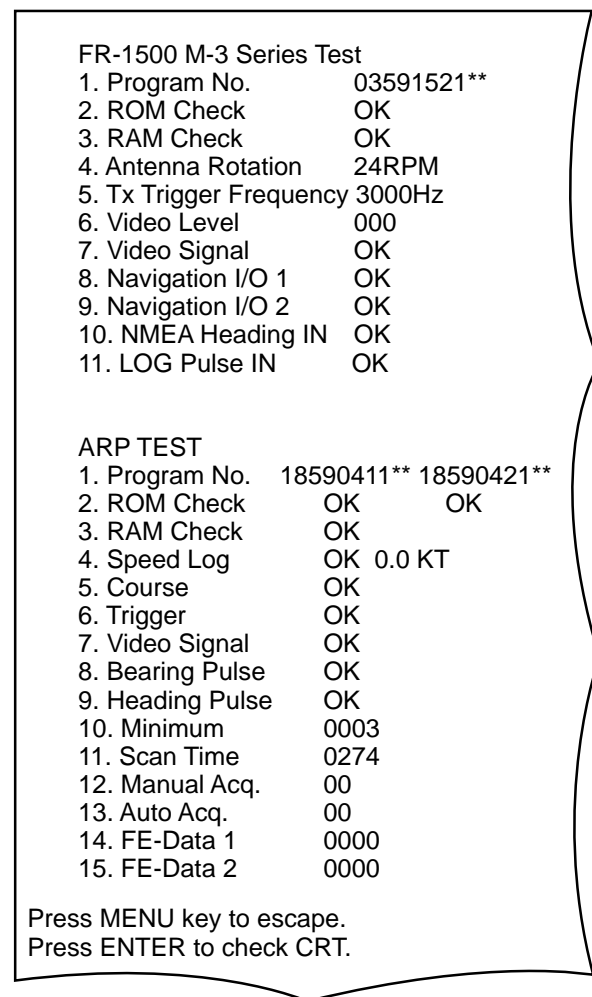 FR-1500 M-3 Series Test
1. Program No. 03591521**
2. ROM Check OK
3. RAM Check OK
4. Antenna Rotation 24RPM
5. Tx Trigger Frequency 3000Hz
6. Video Level 000
7. Video Signal OK
8. Navigation I/O 1 OK
9. Navigation I/O 2 OK
10. NMEA Heading IN OK
11. LOG Pulse IN OK
ARP TEST
1. Program No. 18590411** 18590421**
2. ROM Check OK OK
3. RAM Check OK
4. Speed Log OK 0.0 KT
5. Course OK
6. Trigger OK
7. Video Signal OK
8. Bearing Pulse OK
9. Heading Pulse OK
10. Minimum 0003
11. Scan Time 0274
12. Manual Acq. 00
13. Auto Acq. 00
14. FE-Data 1 0000
15. FE-Data 2 0000
Press MENU key to escape.
Press ENTER to check CRT.